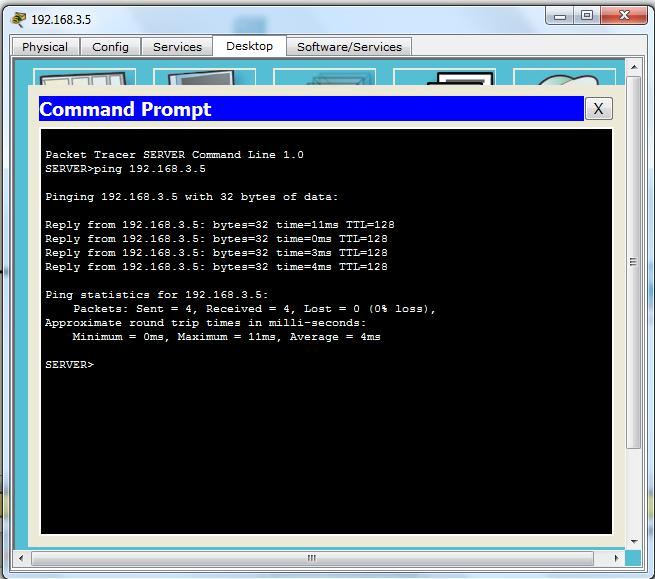 192.168.3.5
Physical Config Services Desktop Software/Services
Command Prompt X
Packet Tracer SERVER Command Line 1.0
SERVER>ping 192.168.3.5
Pinging 192.168.3.5 with 32 bytes of data:
Reply from 192.168.3.5: bytes=32 time=11ms TTL=128
Reply from 192.168.3.5: bytes=32 time=0ms TTL=128
Reply from 192.168.3.5: bytes=32 time=3ms TTL=128
Reply from 192.168.3.5: bytes=32 time=4ms TTL=128
Ping statistics for 192.168.3.5:
Packets: Sent = 4, Received = 4, Lost = 0 (0% loss),
Approximate round trip times in milli-seconds:
Minimum = 0ms, Maximum = 11ms, Average = 4ms
SERVER>